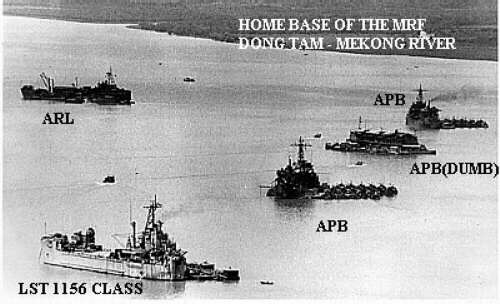 HOME BASE OF THE MRF
DONG TAM - MEKONG RIVER
APB
ARL
APB(DUMB)
APB
LST 1156 CLASS